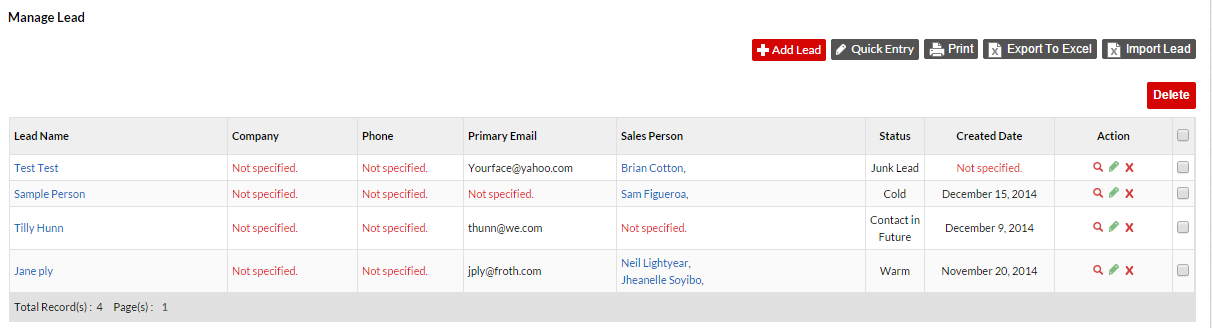 Manage Lead
Add Lead Quick Entry Print Export To Excel Import Lead
Delete
Lead Name Company Phone Primary Email Sales Person Status Created Date Action
Test Test Not specified. Not specified. Yourface@yahoo.com Brian Cotton, Junk Lead Not specified.
Sample Person Not specified. Not specified. Not specified. Sam Figueroa, Cold December 15, 2014
Tilly Hunn Not specified. Not specified. thunn@we.com Not specified. Contact in Future December 9, 2014
Jane ply Not specified. Not specified. jply@froth.com Neil Lightyear, Jheanelle Soyibo, Warm November 20, 2014
Total Record(s) : 4 Page(s) : 1